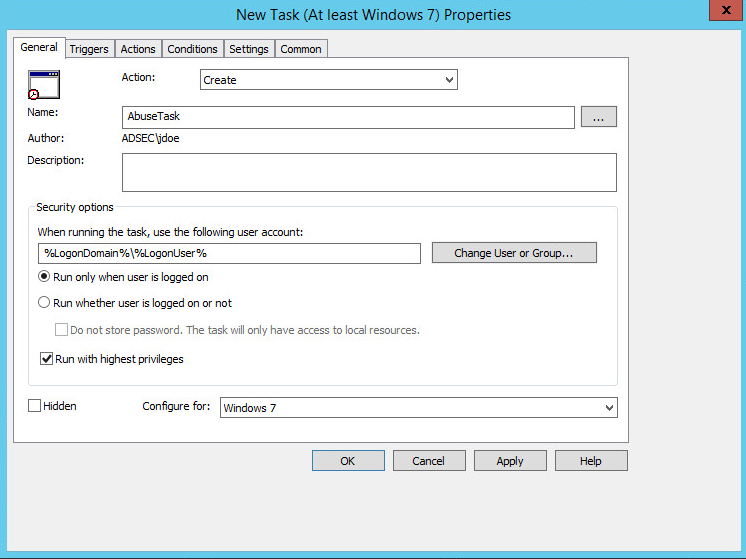 New Task (At least Windows 7) Properties
x
General Triggers Actions Conditions Settings Common
Action: Create
Name: AbuseTask ...
Author: ADSEC\jdoe
Description:
Security options
When running the task, use the following user account:
%LogonDomain%\%LogonUser% Change User or Group...
Run only when user is logged on
Run whether user is logged on or not
Do not store password. The task will only have access to local resources.
Run with highest privileges
Hidden Configure for: Windows 7
OK Cancel Apply Help